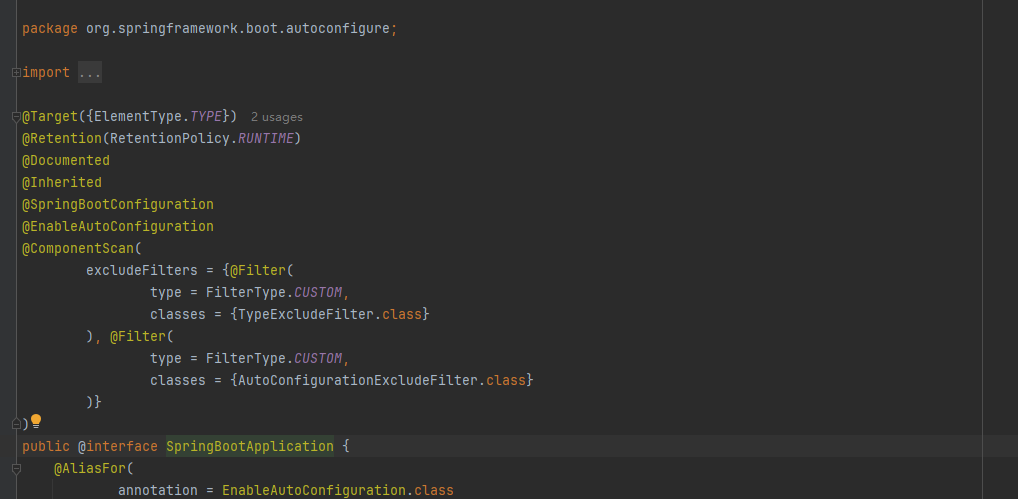 package org.springframework.boot.autoconfigure;
import ...
@Target({ElementType.TYPE}) 2 usages
@Retention(RetentionPolicy.RUNTIME)
@Documented
@Inherited
@SpringBootConfiguration
@EnableAutoConfiguration
@ComponentScan(
excludeFilters = {@Filter(
type = FilterType.CUSTOM,
classes = {TypeExcludeFilter.class}
), @Filter(
type = FilterType.CUSTOM,
classes = {AutoConfigurationExcludeFilter.class}
)}
)
public @interface SpringBootApplication {
@AliasFor(
annotation = EnableAutoConfiguration.class